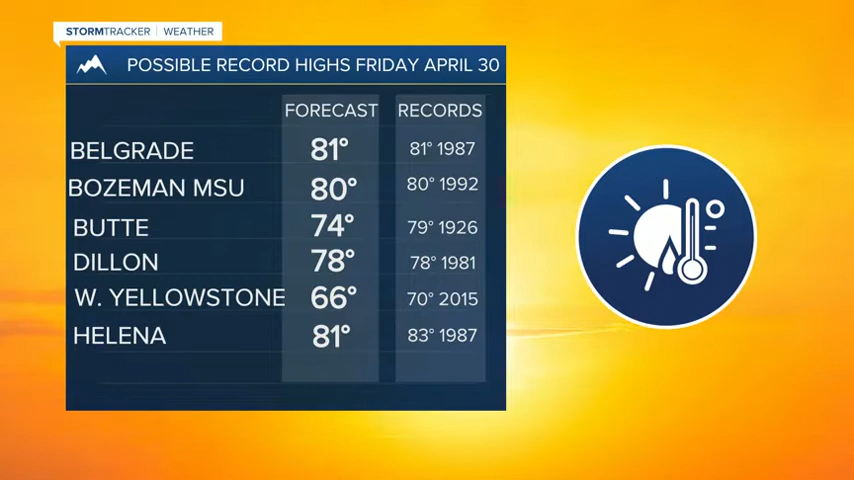 STORMTRACKER | WEATHER
POSSIBLE RECORD HIGHS FRIDAY APRIL 30
FORECAST RECORDS
BELGRADE 81° 81° 1987
BOZEMAN MSU 80° 80° 1992
BUTTE 74° 79° 1926
DILLON 78° 78° 1981
W. YELLOWSTONE 66° 70° 2015
HELENA 81° 83° 1987